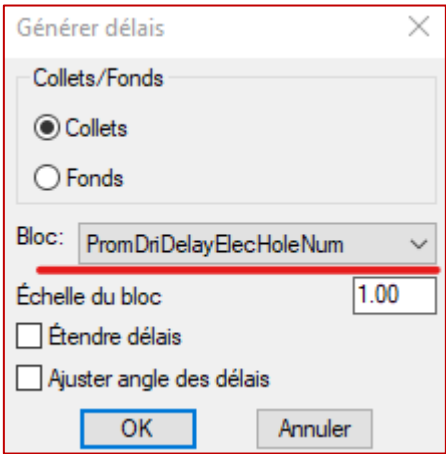 Générer délais
Collets/Fonds
Collets
Fonds
Bloc: PromDriDelayElecHoleNum
Échelle du bloc 1.00
Étendre délais
Ajuster angle des délais
OK Annuler